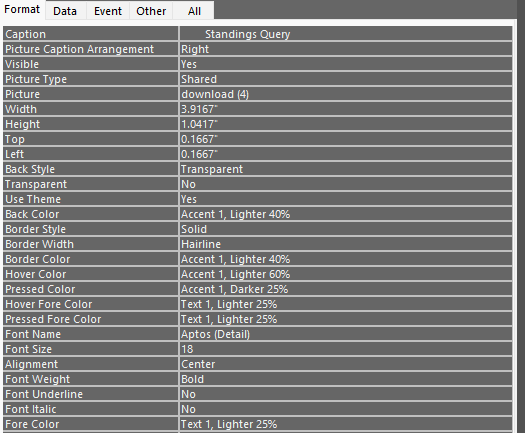 Format Data Event Other All
Caption Standings Query
Picture Caption Arrangement Right
Visible Yes
Picture Type Shared
Picture download (4)
Width 3.9167"
Height 1.0417"
Top 0.1667"
Left 0.1667"
Back Style Transparent
Transparent No
Use Theme Yes
Back Color Accent 1, Lighter 40%
Border Style Solid
Border Width Hairline
Border Color Accent 1, Lighter 40%
Hover Color Accent 1, Lighter 60%
Pressed Color Accent 1, Darker 25%
Hover Fore Color Text 1, Lighter 25%
Pressed Fore Color Text 1, Lighter 25%
Font Name Aptos (Detail)
Font Size 18
Alignment Center
Font Weight Bold
Font Underline No
Font Italic No
Fore Color Text 1, Lighter 25%